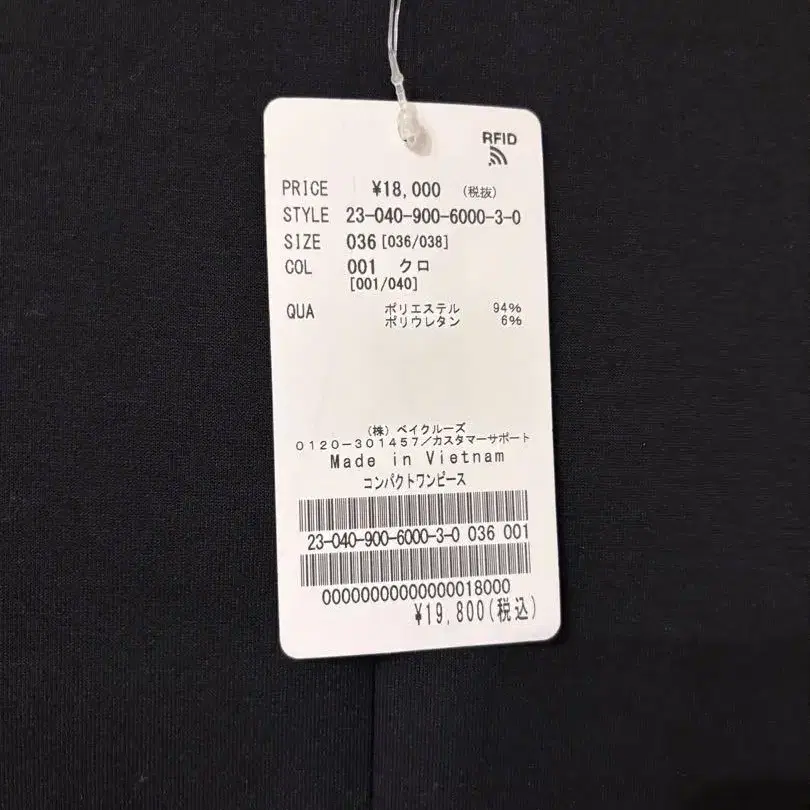 RFID
PRICE ¥18,000 (税抜)
STYLE 23-040-900-6000-3-0
SIZE 036 [036/038]
COL 001 クロ
[001/040]
QUA ポリエステル 94%
ポリウレタン 6%
(株) ベイクルーズ
0120-301457/カスタマーサポート
Made in Vietnam
コンパクトワンピース
23-040-900-6000-3-0 036 001
00000000000000018000
¥19,800(税込)